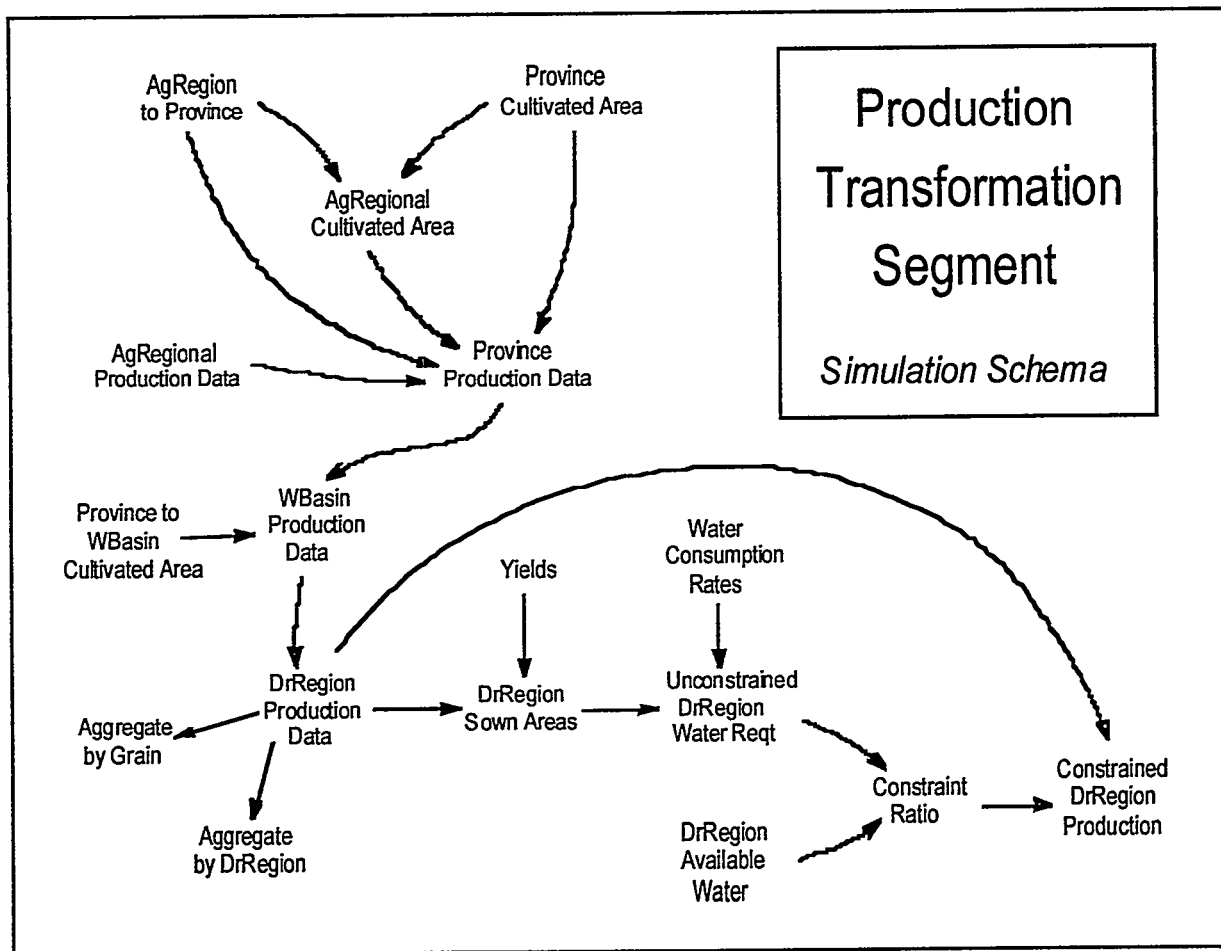 AgRegion
to Province
Province
Cultivated Area
Production
Transformation
Segment
Simulation Schema
AgRegional
Cultivated Area
AgRegional
Production Data
Province
Production Data
Province to
WBasin
Cultivated Area
WBasin
Production
Data
Yields
Water
Consumption
Rates
DrRegion
Production
Data
DrRegion
Sown Areas
Unconstrained
DrRegion
Water Reqt
Aggregate
by Grain
Aggregate
by DrRegion
DrRegion
Available
Water
Constraint
Ratio
Constrained
DrRegion
Production